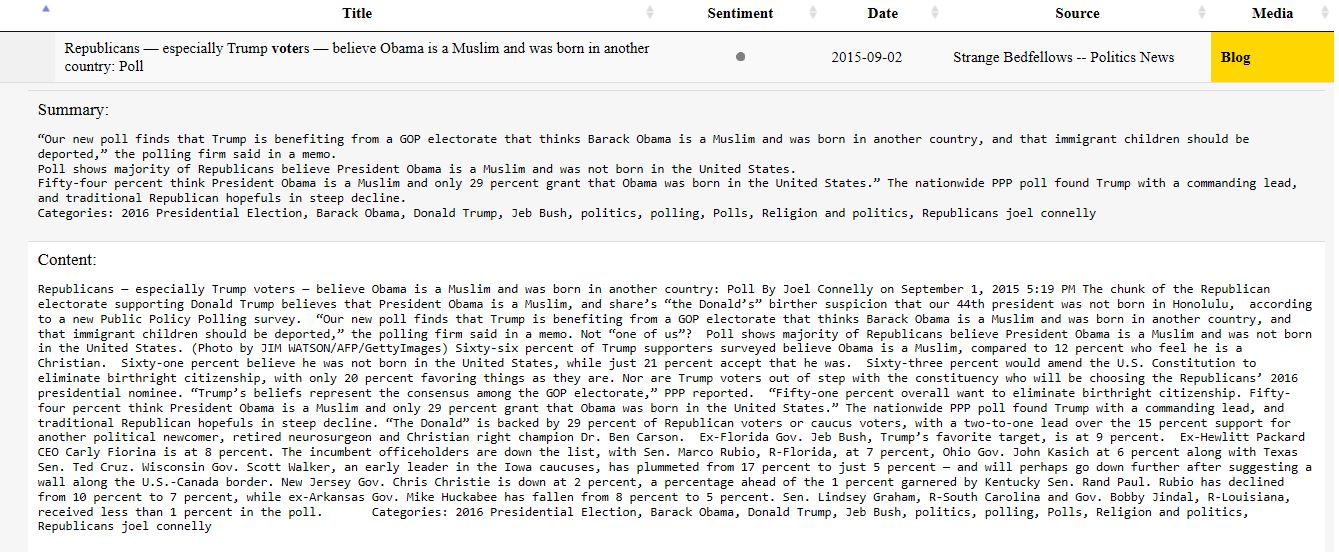 Title Sentiment Date Source Media
Republicans — especially Trump voters — believe Obama is a Muslim and was born in another
country: Poll
2015-09-02 Strange Bedfellows -- Politics News Blog
Summary:
“Our new poll finds that Trump is benefiting from a GOP electorate that thinks Barack Obama is a Muslim and was born in another country, and that immigrant children should be
deported,” the polling firm said in a memo.
Poll shows majority of Republicans believe President Obama is a Muslim and was not born in the United States.
Fifty-four percent think President Obama is a Muslim and only 29 percent grant that Obama was born in the United States.” The nationwide PPP poll found Trump with a commanding lead,
and traditional Republican hopefuls in steep decline.
Categories: 2016 Presidential Election, Barack Obama, Donald Trump, Jeb Bush, politics, polling, Polls, Religion and politics, Republicans joel connelly
Content:
Republicans — especially Trump voters — believe Obama is a Muslim and was born in another country: Poll By Joel Connelly on September 1, 2015 5:19 PM The chunk of the Republican
electorate supporting Donald Trump believes that President Obama is a Muslim, and share’s “the Donald’s” birther suspicion that our 44th president was not born in Honolulu,  according
to a new Public Policy Polling survey.  “Our new poll finds that Trump is benefiting from a GOP electorate that thinks Barack Obama is a Muslim and was born in another country, and
that immigrant children should be deported,” the polling firm said in a memo. Not “one of us”?  Poll shows majority of Republicans believe President Obama is a Muslim and was not born
in the United States. (Photo by JIM WATSON/AFP/GettyImages) Sixty-six percent of Trump supporters surveyed believe Obama is a Muslim, compared to 12 percent who feel he is a
Christian.  Sixty-one percent believe he was not born in the United States, while just 21 percent accept that he was.  Sixty-three percent would amend the U.S. Constitution to
eliminate birthright citizenship, with only 20 percent favoring things as they are. Nor are Trump voters out of step with the constituency who will be choosing the Republicans’ 2016
presidential nominee. “Trump’s beliefs represent the consensus among the GOP electorate,” PPP reported.  “Fifty-one percent overall want to eliminate birthright citizenship. Fifty-
four percent think President Obama is a Muslim and only 29 percent grant that Obama was born in the United States.” The nationwide PPP poll found Trump with a commanding lead, and
traditional Republican hopefuls in steep decline. “The Donald” is backed by 29 percent of Republican voters or caucus voters, with a two-to-one lead over the 15 percent support for
another political newcomer, retired neurosurgeon and Christian right champion Dr. Ben Carson.  Ex-Florida Gov. Jeb Bush, Trump’s favorite target, is at 9 percent.  Ex-Hewlitt Packard
CEO Carly Fiorina is at 8 percent. The incumbent officeholders are down the list, with Sen. Marco Rubio, R-Florida, at 7 percent, Ohio Gov. John Kasich at 6 percent along with Texas
Sen. Ted Cruz. Wisconsin Gov. Scott Walker, an early leader in the Iowa caucuses, has plummeted from 17 percent to just 5 percent — and will perhaps go down further after suggesting a
wall along the U.S.-Canada border. New Jersey Gov. Chris Christie is down at 2 percent, a percentage ahead of the 1 percent garnered by Kentucky Sen. Rand Paul. Rubio has declined
from 10 percent to 7 percent, while ex-Arkansas Gov. Mike Huckabee has fallen from 8 percent to 5 percent. Sen. Lindsey Graham, R-South Carolina and Gov. Bobby Jindal, R-Louisiana,
received less than 1 percent in the poll.       Categories: 2016 Presidential Election, Barack Obama, Donald Trump, Jeb Bush, politics, polling, Polls, Religion and politics,
Republicans joel connelly